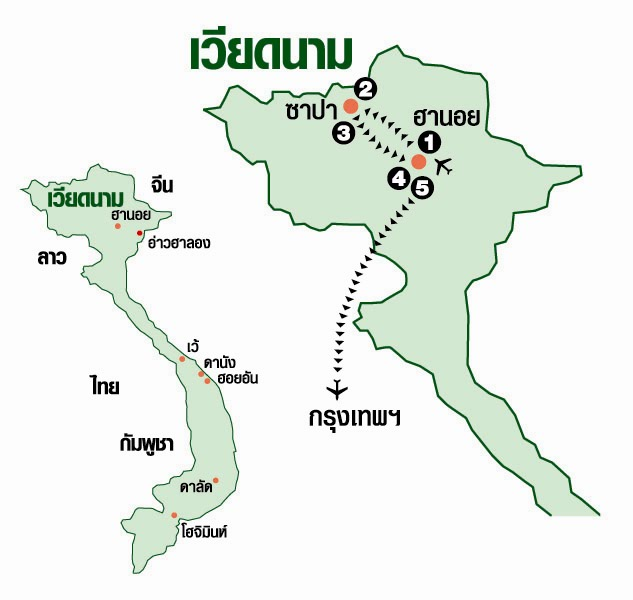 เวียดนาม
ซาปา
2
3
ฮานอย
1
4
5
กรุงเทพฯ
จีน
เวียดนาม
ฮานอย
อ่าวฮาลอง
ลาว
เว้
ดานัง
ฮอยอัน
ไทย
กัมพูชา
ดาลัด
โฮจิมินห์